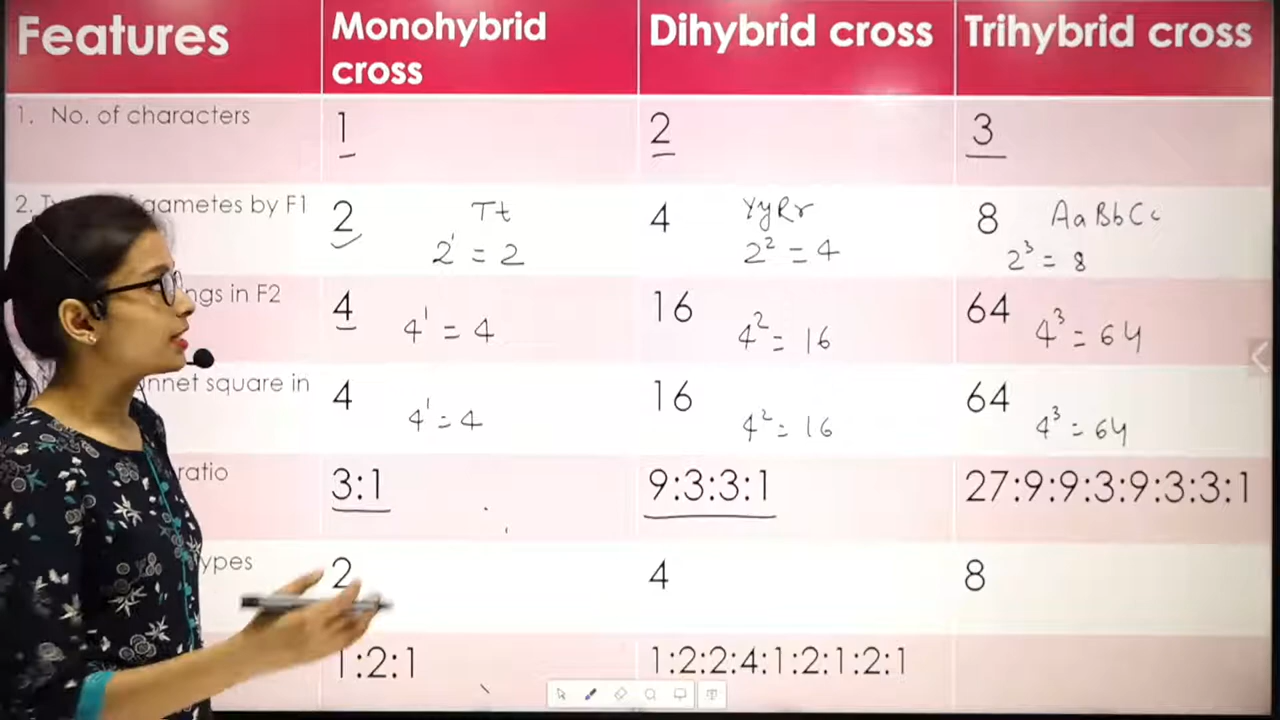 Features
Monohybrid cross
Dihybrid cross
Trihybrid cross
1. No. of characters
1
2
3
2. gametes by F1
2
Tt
2¹ = 2
4
YyRr
2² = 4
8
AaBbCc
2³ = 8
in F2
4
4¹ = 4
16
4² = 16
64
4³ = 64
square in
4
4¹ = 4
16
4² = 16
64
4³ = 64
ratio
3:1
9:3:3:1
27:9:9:3:9:3:3:1
2
4
8
1:2:1
1:2:2:4:1:2:1:2:1